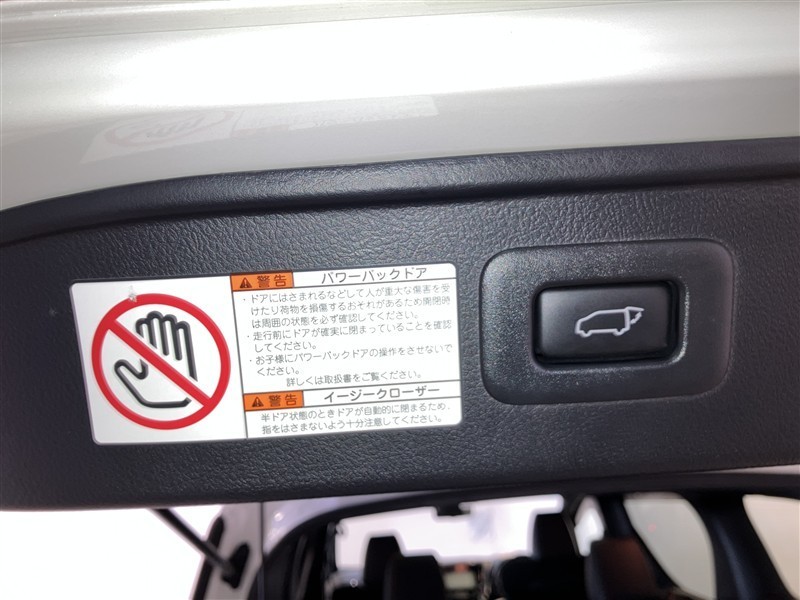 警告 パワーバックドア
・ドアにはさまれるなどして人が重大な傷害を受
けたり荷物を損傷するおそれがあるため開閉時
は周囲の状態を必ず確認してください。
・走行前にドアが確実に閉まっていることを確認
してください。
・お子様にパワーバックドアの操作をさせないで
ください。
詳しくは取扱書をご覧ください。
警告 イージークローザー
半ドア状態のときドアが自動的に閉まるため、
指をはさまないよう十分注意してください。